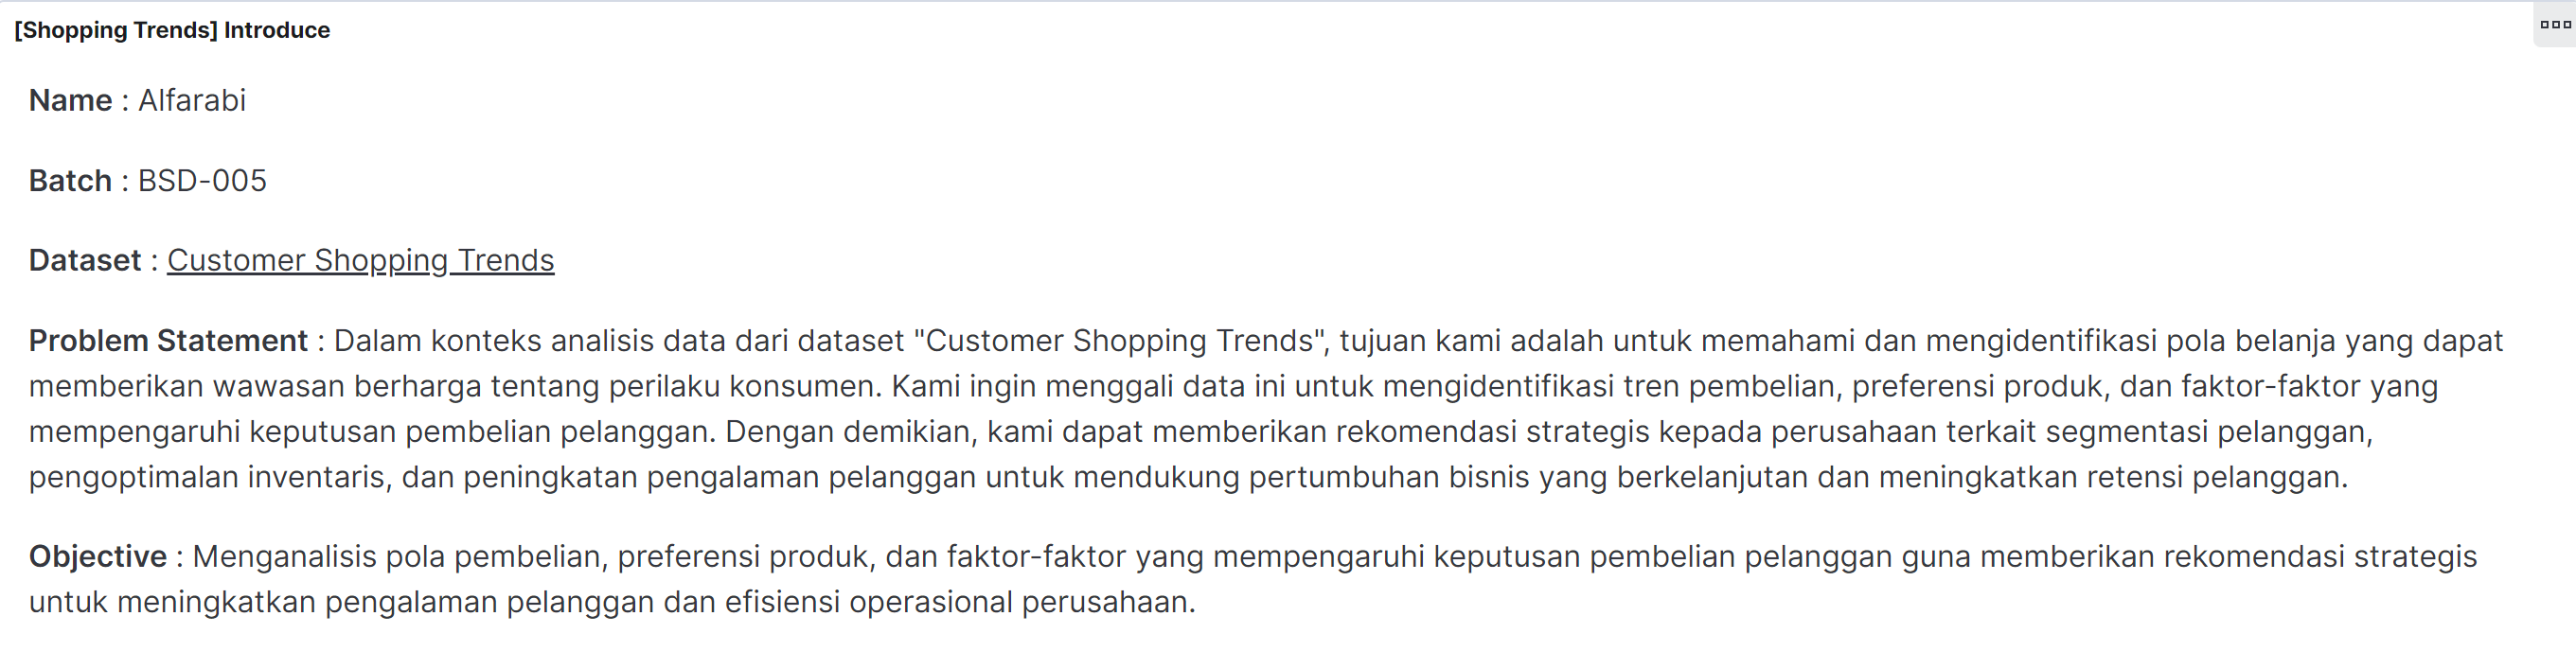 [Shopping Trends] Introduce
Name : Alfarabi
Batch : BSD-005
Dataset : Customer Shopping Trends
Problem Statement : Dalam konteks analisis data dari dataset "Customer Shopping Trends", tujuan kami adalah untuk memahami dan mengidentifikasi pola belanja yang dapat
memberikan wawasan berharga tentang perilaku konsumen. Kami ingin menggali data ini untuk mengidentifikasi tren pembelian, preferensi produk, dan faktor-faktor yang
mempengaruhi keputusan pembelian pelanggan. Dengan demikian, kami dapat memberikan rekomendasi strategis kepada perusahaan terkait segmentasi pelanggan,
pengoptimalan inventaris, dan peningkatan pengalaman pelanggan untuk mendukung pertumbuhan bisnis yang berkelanjutan dan meningkatkan retensi pelanggan.
Objective : Menganalisis pola pembelian, preferensi produk, dan faktor-faktor yang mempengaruhi keputusan pembelian pelanggan guna memberikan rekomendasi strategis
untuk meningkatkan pengalaman pelanggan dan efisiensi operasional perusahaan.